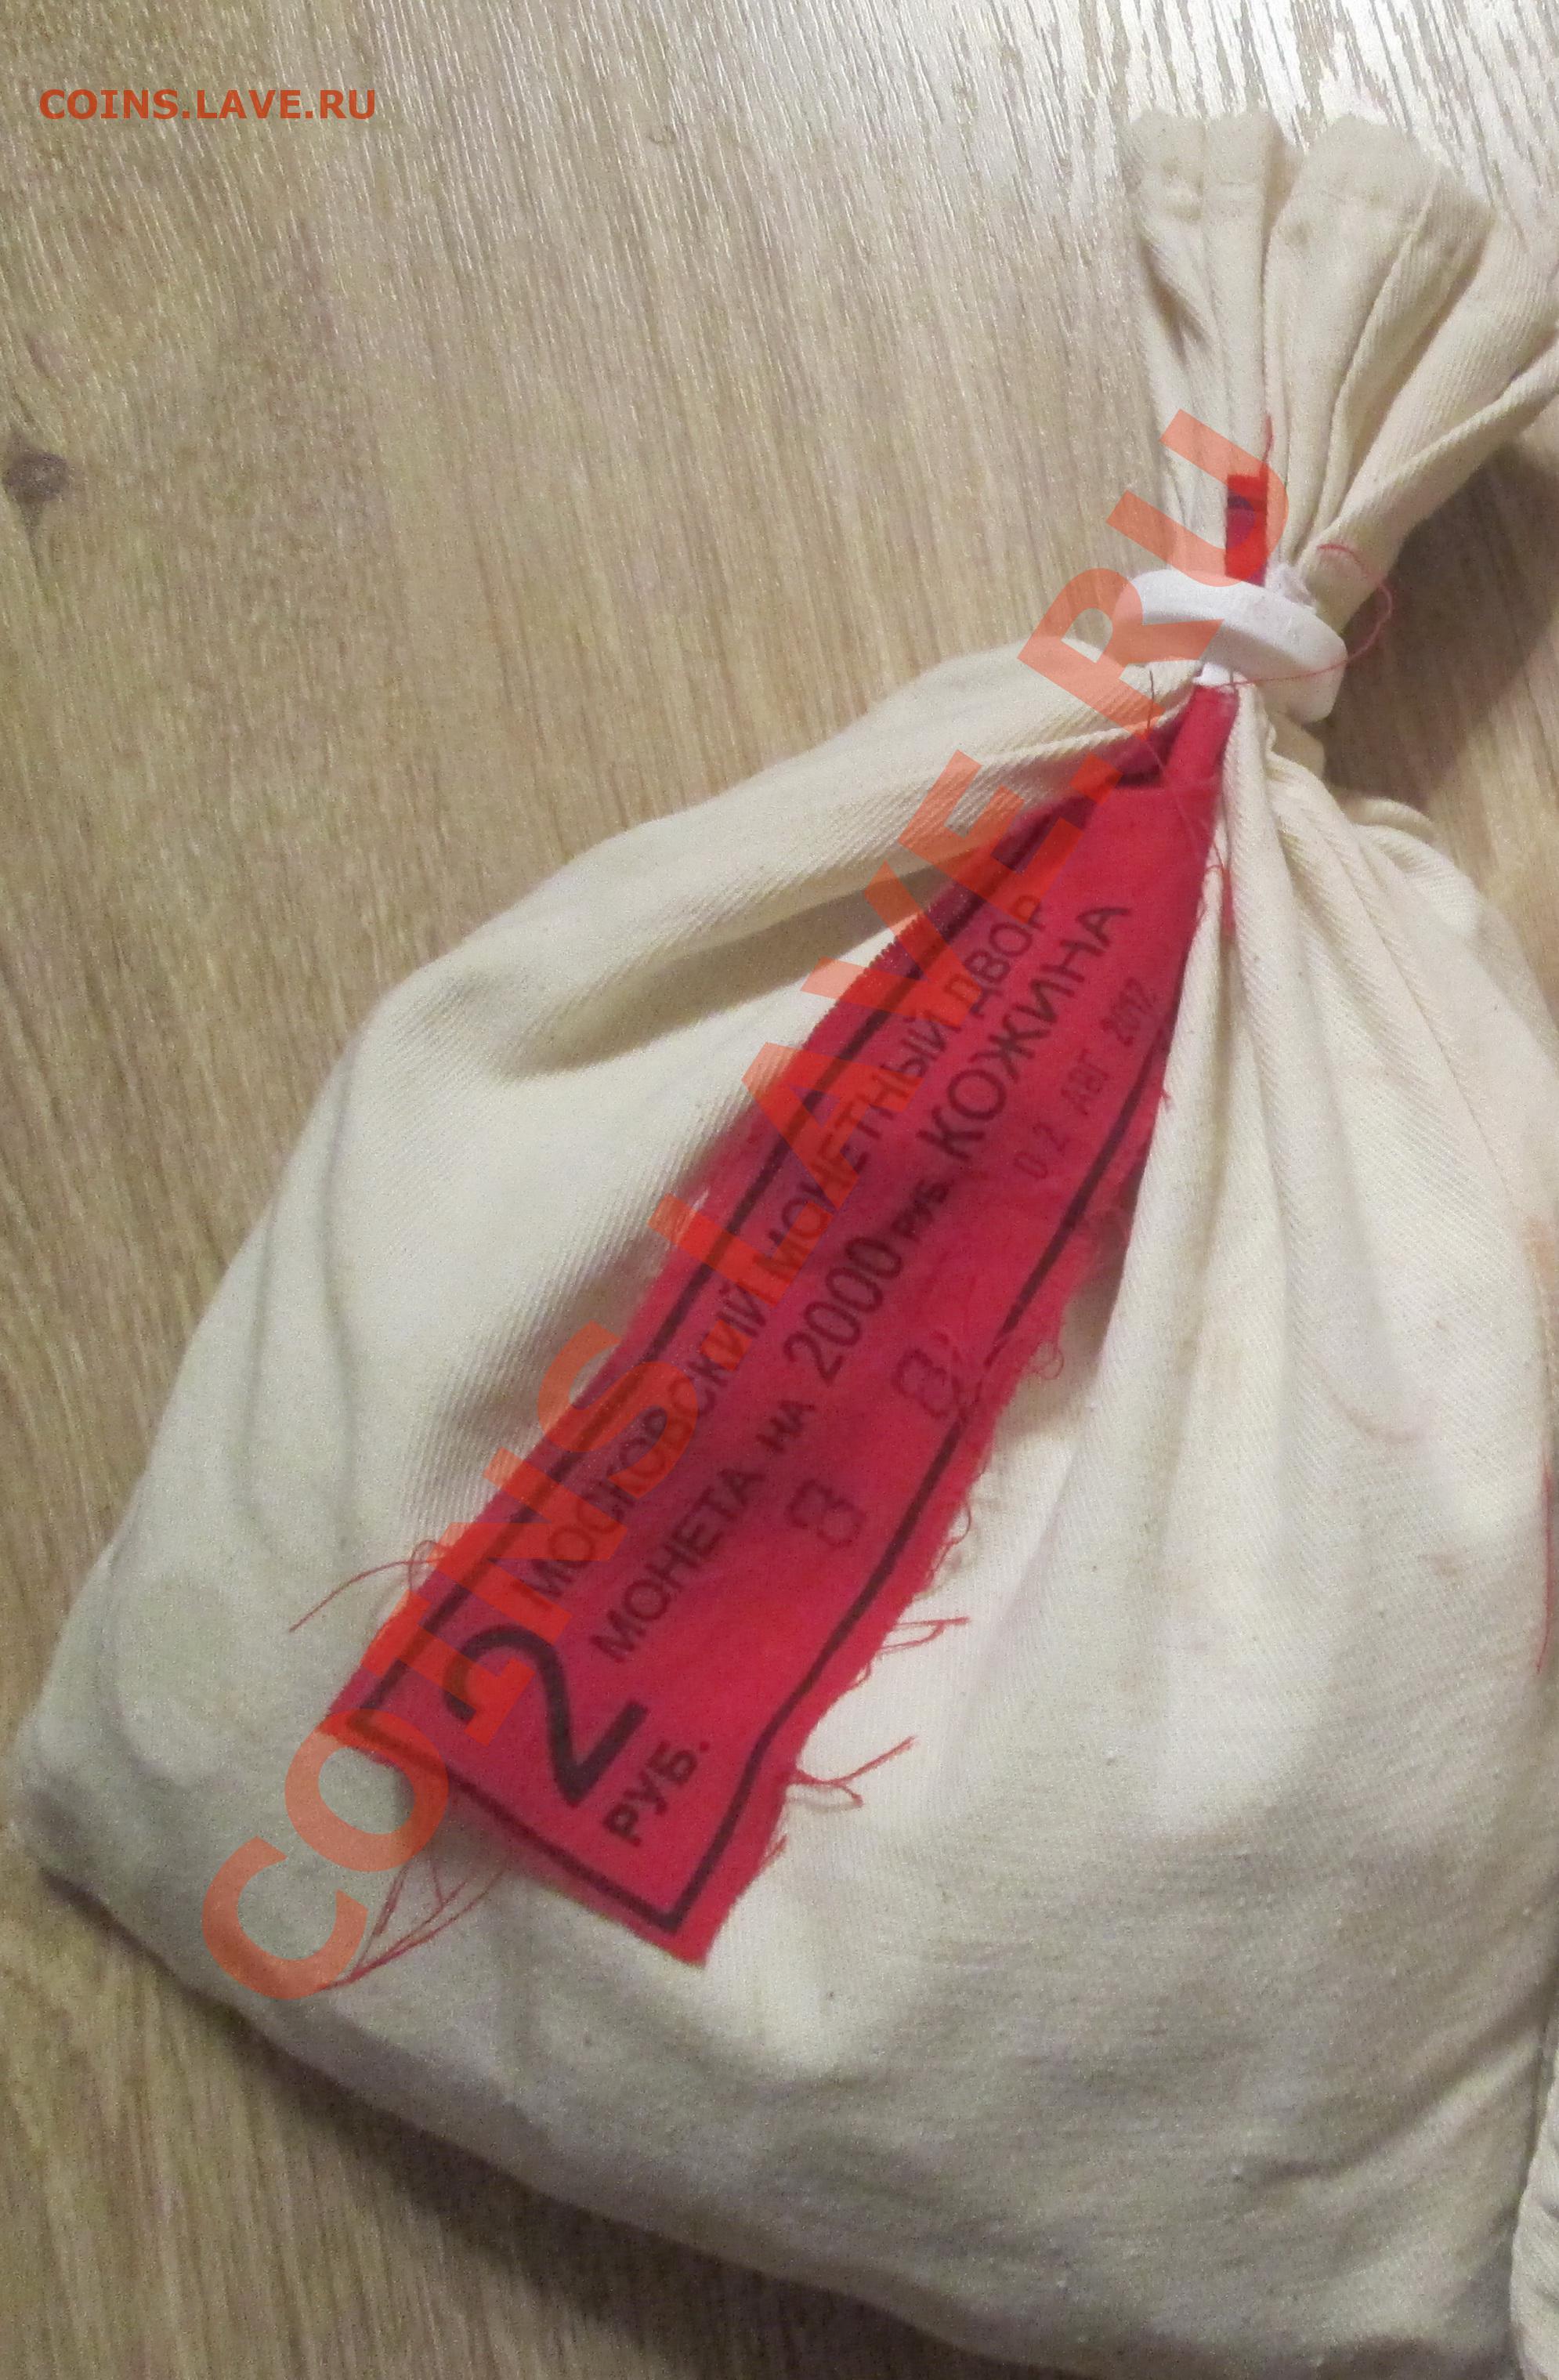 COINS.LAVE.RU
МОСКОВСКИЙ МОНЕТНЫЙ ДВОР
МОНЕТА НА 2000 РУБ. КОЖИНА
02 АВГ 2012
2
РУБ.
COINS.LAVE.RU